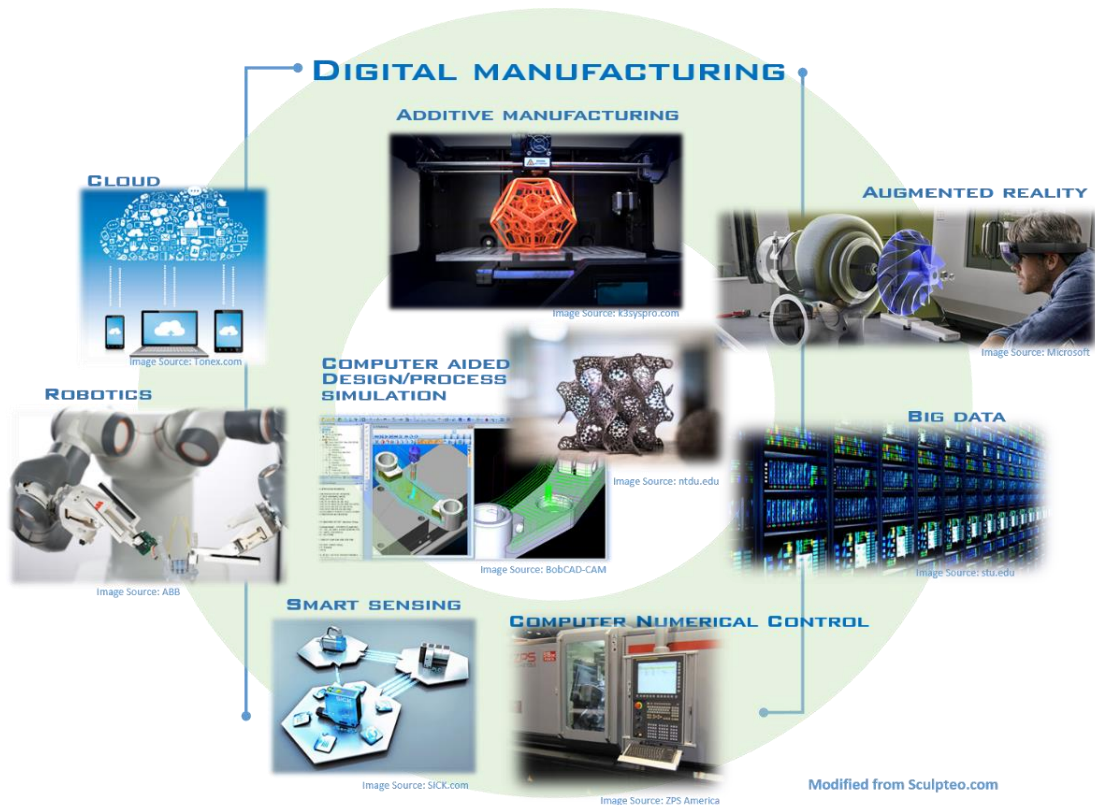 DIGITAL MANUFACTURING
ADDITIVE MANUFACTURING
CLOUD
AUGMENTED REALITY
Image Source: k3syspro.com
Image Source: Microsoft
Image Source: Tonex.com
COMPUTER AIDED
DESIGN/PROCESS
SIMULATION
ROBOTICS
BIG DATA
Image Source: ntdu.edu
Image Source: BobCAD-CAM
Image Source: stu.edu
Image Source: ABB
SMART SENSING
COMPUTER NUMERICAL CONTROL
ZPS
SICK
Image Source: SICK.com
Image Source: ZPS America
Modified from Sculpteo.com